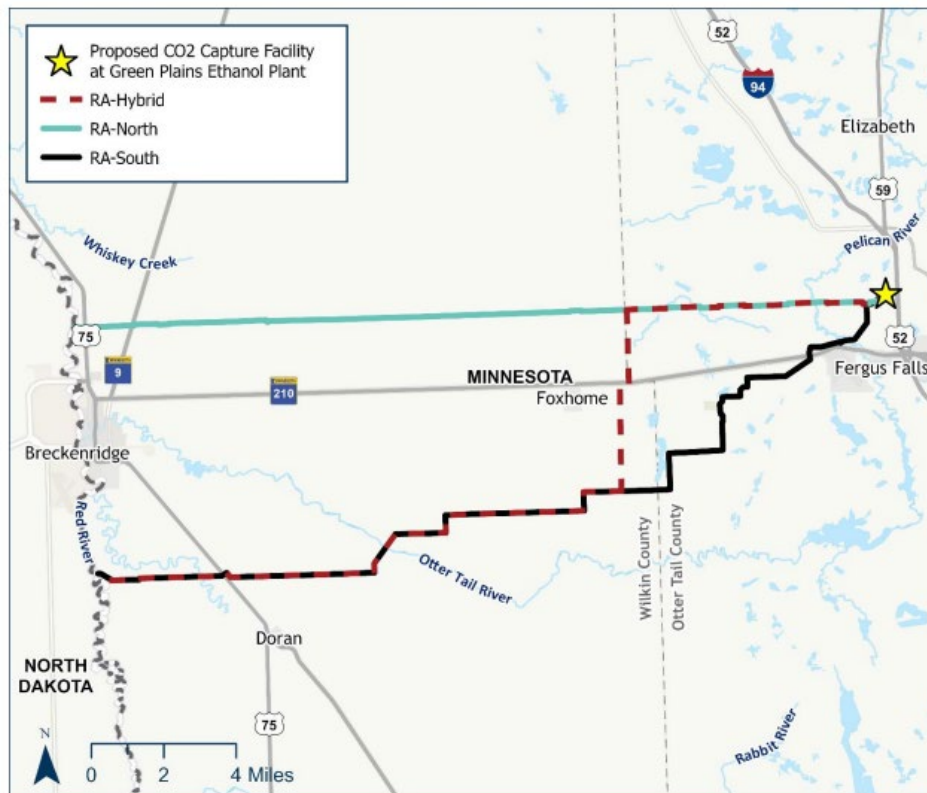 Proposed CO2 Capture Facility
at Green Plains Ethanol Plant
RA-Hybrid
RA-North
RA-South
52
94
Elizabeth
59
Pelican River
Whiskey Creek
75
52
Fergus Falls
9
MINNESOTA
210
Foxhome
Breckenridge
Red River
Otter Tail River
Wilkin County
Otter Tail County
Doran
NORTH
DAKOTA
75
Rabbit River
N
0 2 4 Miles